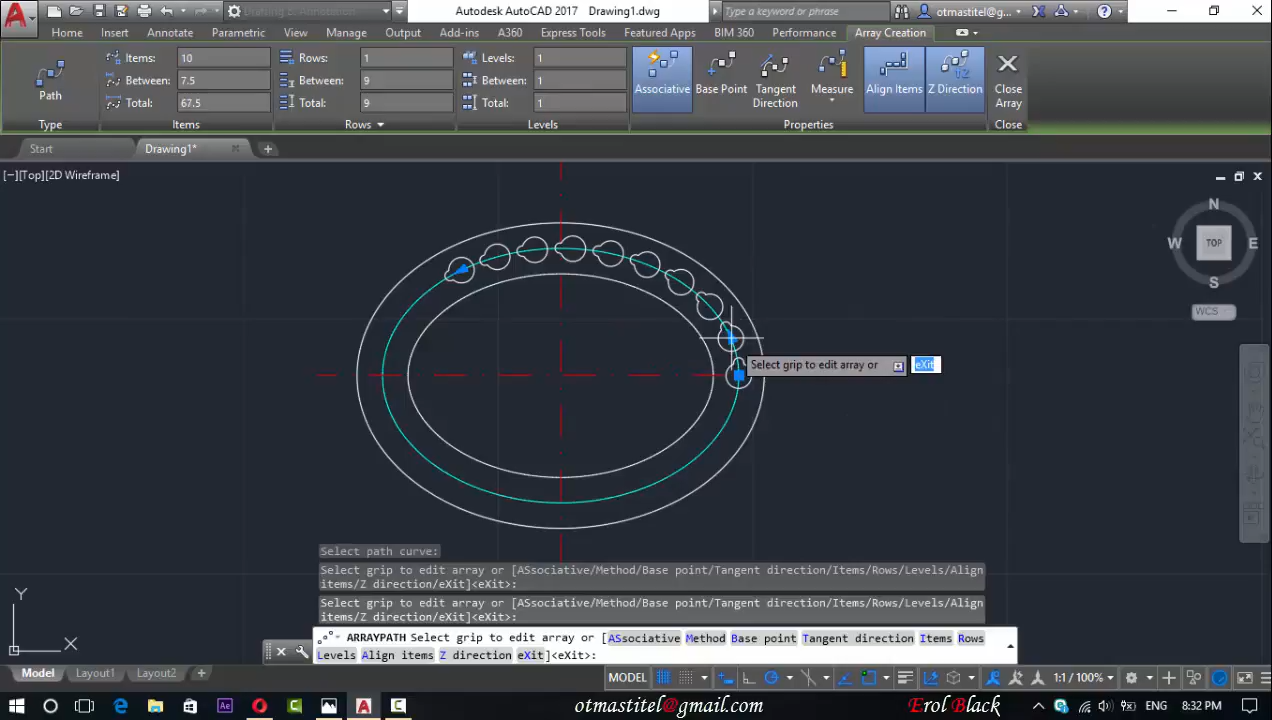 Drawing & Annotation
Autodesk AutoCAD 2017 Drawing1.dwg
Type a keyword or phrase
otmastitel@g...
Home Insert Annotate Parametric View Manage Output Add-ins A360 Express Tools Featured Apps BIM 360 Performance Array Creation
Items: 10 Rows: 1 Levels: 1
Between: 7.5 Between: 9 Between: 1
Total: 67.5 Total: 9 Total: 1
Path
Associative Base Point Tangent Direction Measure Align Items Z Direction Close Array
Type Items Rows Levels Properties Close
Start Drawing1*
[−][Top][2D Wireframe]
N
W TOP E
S
WCS
Select grip to edit array or eXit
Select path curve:
Select grip to edit array or [ASsociative/Method/Base point/Tangent direction/Items/Rows/Levels/Align
items/Z direction/eXit]<eXit>:
Select grip to edit array or [ASsociative/Method/Base point/Tangent direction/Items/Rows/Levels/Align
items/Z direction/eXit]<eXit>:
ARRAYPATH Select grip to edit array or [ASsociative Method Base point Tangent direction Items Rows
Levels Align items Z direction eXit]<eXit>:
Y
X
Model Layout1 Layout2 +
MODEL 1:1 / 100%
otmastitel@gmail.com
Erol Black
ENG 8:32 PM